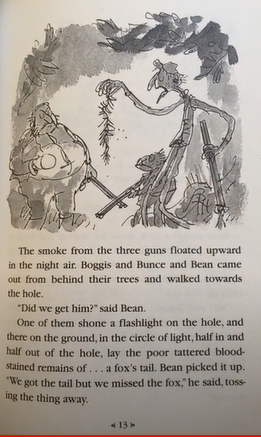 The smoke from the three guns floated upward
in the night air. Boggis and Bunce and Bean came
out from behind their trees and walked towards
the hole.
"Did we get him?" said Bean.
One of them shone a flashlight on the hole, and
there on the ground, in the circle of light, half in and
half out of the hole, lay the poor tattered blood-
stained remains of . . . a fox's tail. Bean picked it up.
"We got the tail but we missed the fox," he said, toss-
ing the thing away.
13